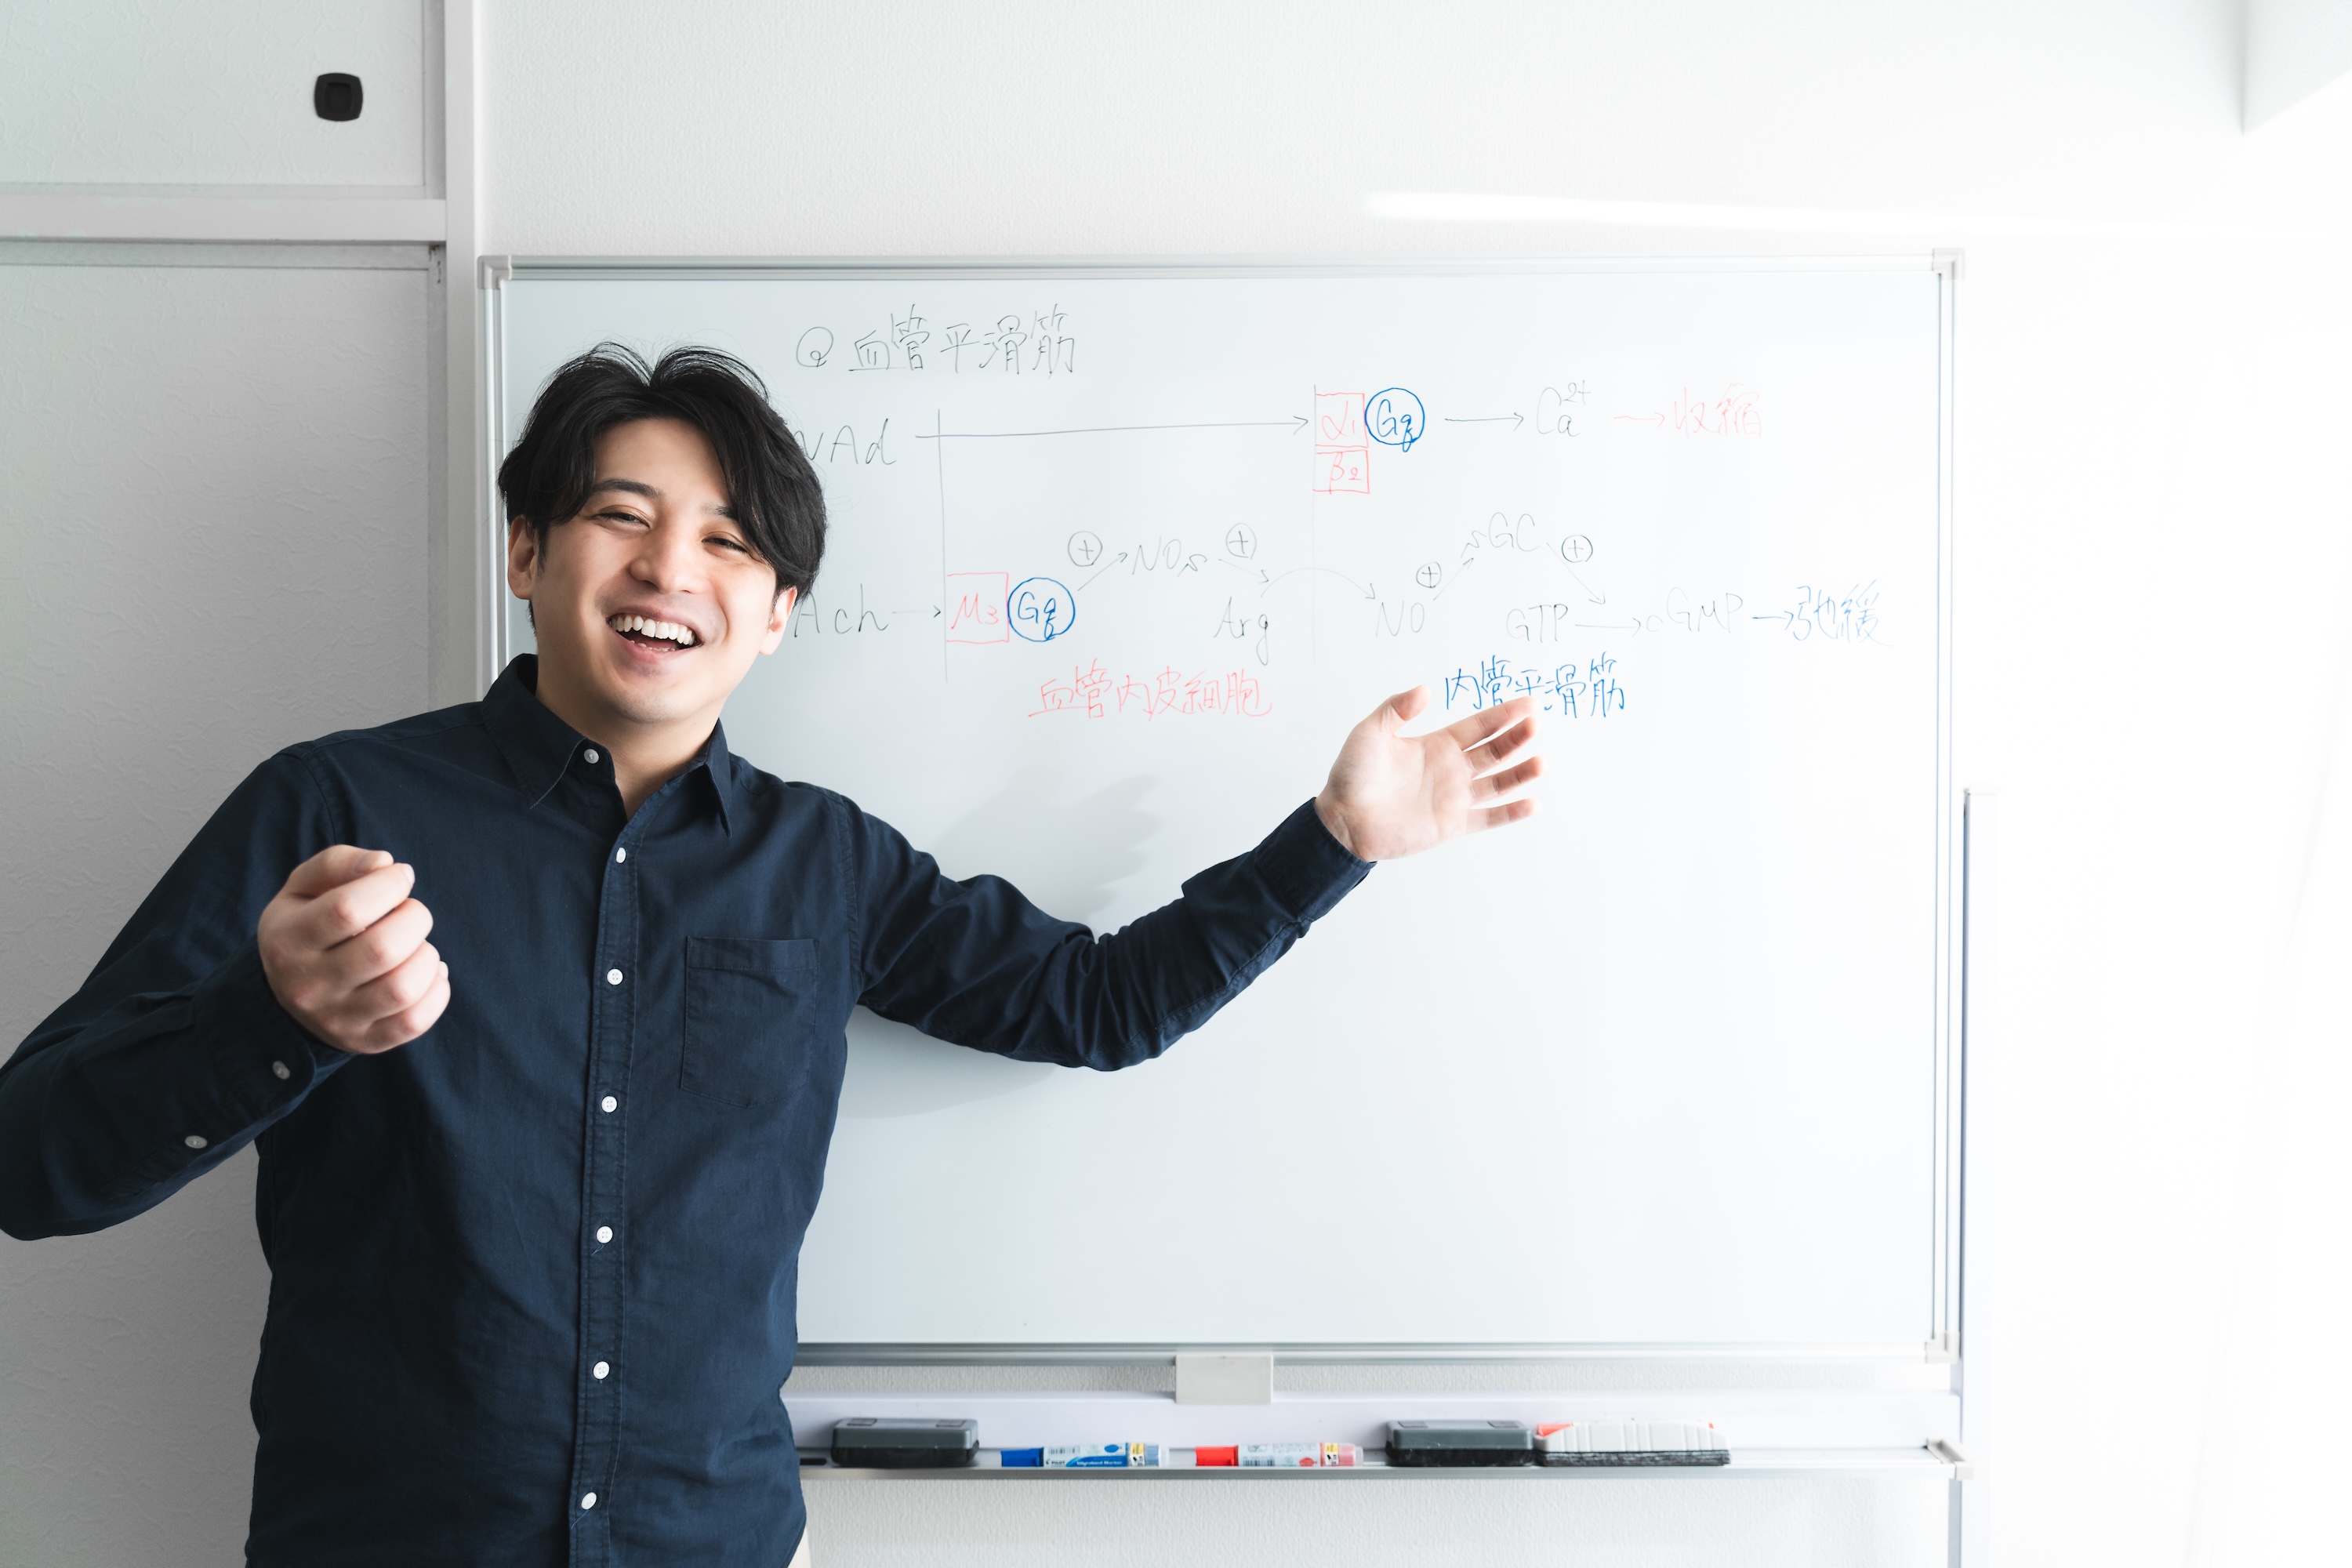 @ 血管平滑筋
NAd → α1 Gq → Ca2+ → 収縮
β2
⊕ NOs ⊕ sGC ⊕
Ach → M3 Gq Arg NO ⊕ GTP → cGMP → 弛緩
血管内皮細胞 内管平滑筋